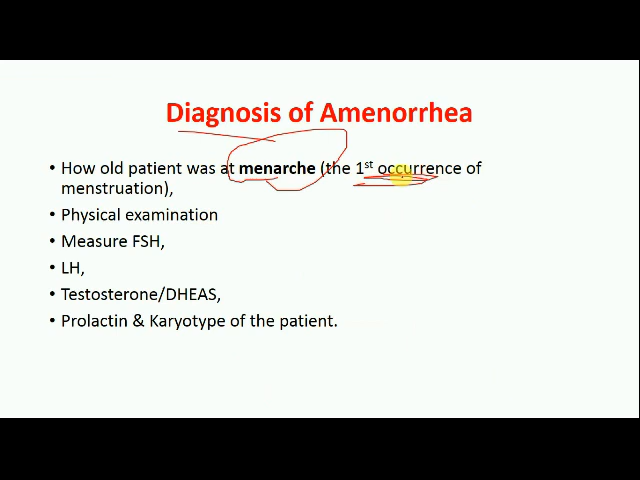 Diagnosis of Amenorrhea
• How old patient was at menarche (the 1st occurrence of
menstruation),
• Physical examination
• Measure FSH,
• LH,
• Testosterone/DHEAS,
• Prolactin & Karyotype of the patient.